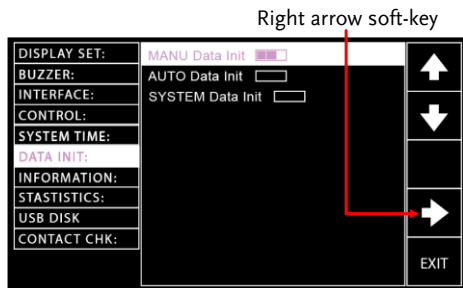 Right arrow soft-key
DISPLAY SET:
BUZZER:
INTERFACE:
CONTROL:
SYSTEM TIME:
DATA INIT:
INFORMATION:
STASTISTICS:
USB DISK
CONTACT CHK:
MANU Data Init
AUTO Data Init
SYSTEM Data Init
EXIT